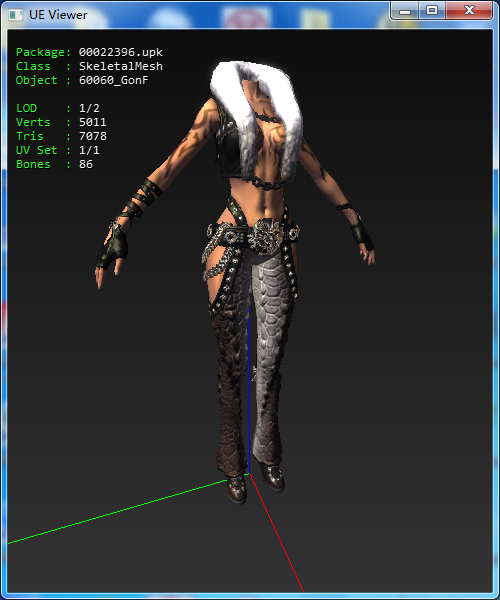 UE Viewer
Package: 00022396.upk
Class : SkeletalMesh
Object : 60060_GonF
LOD : 1/2
Verts : 5011
Tris : 7078
UV Set : 1/1
Bones : 86